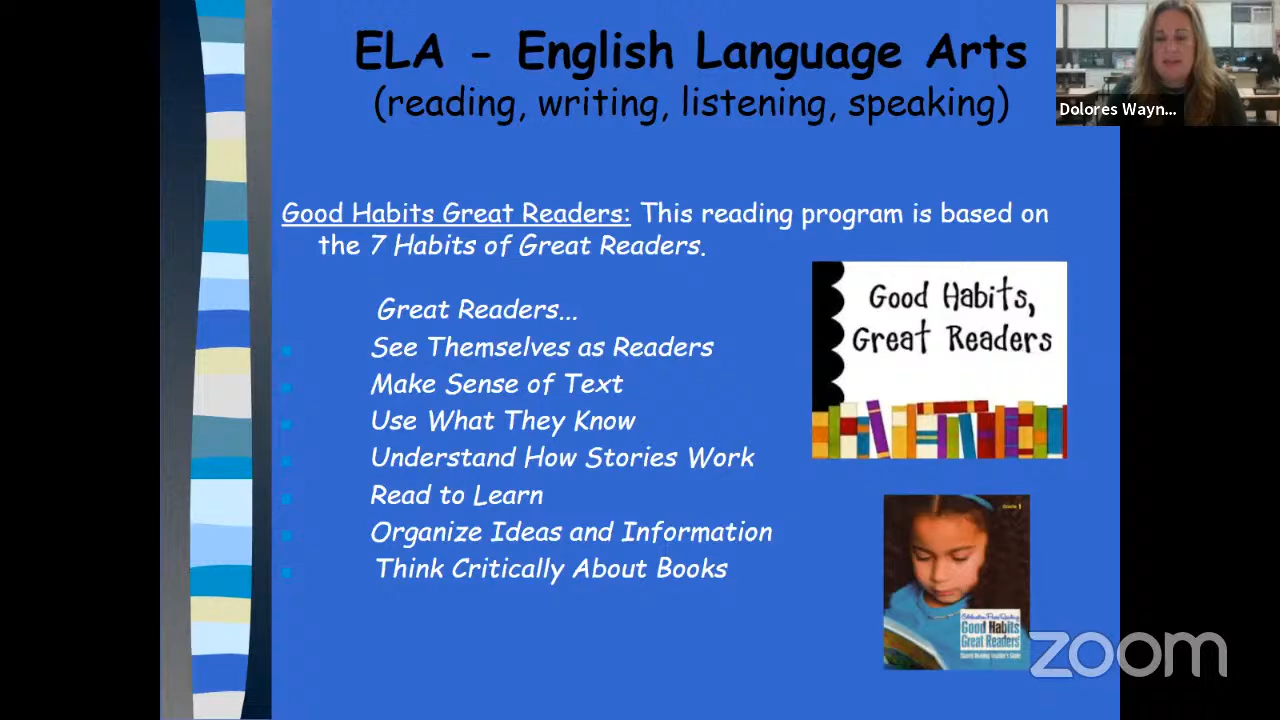 ELA - English Language Arts
(reading, writing, listening, speaking)
Dolores Wayn...
Good Habits Great Readers: This reading program is based on
the 7 Habits of Great Readers.
Good Habits,
Great Readers
Great Readers...
See Themselves as Readers
Make Sense of Text
Use What They Know
Understand How Stories Work
Read to Learn
Organize Ideas and Information
Think Critically About Books
Grade 1
Good Habits
Great Readers
zoom